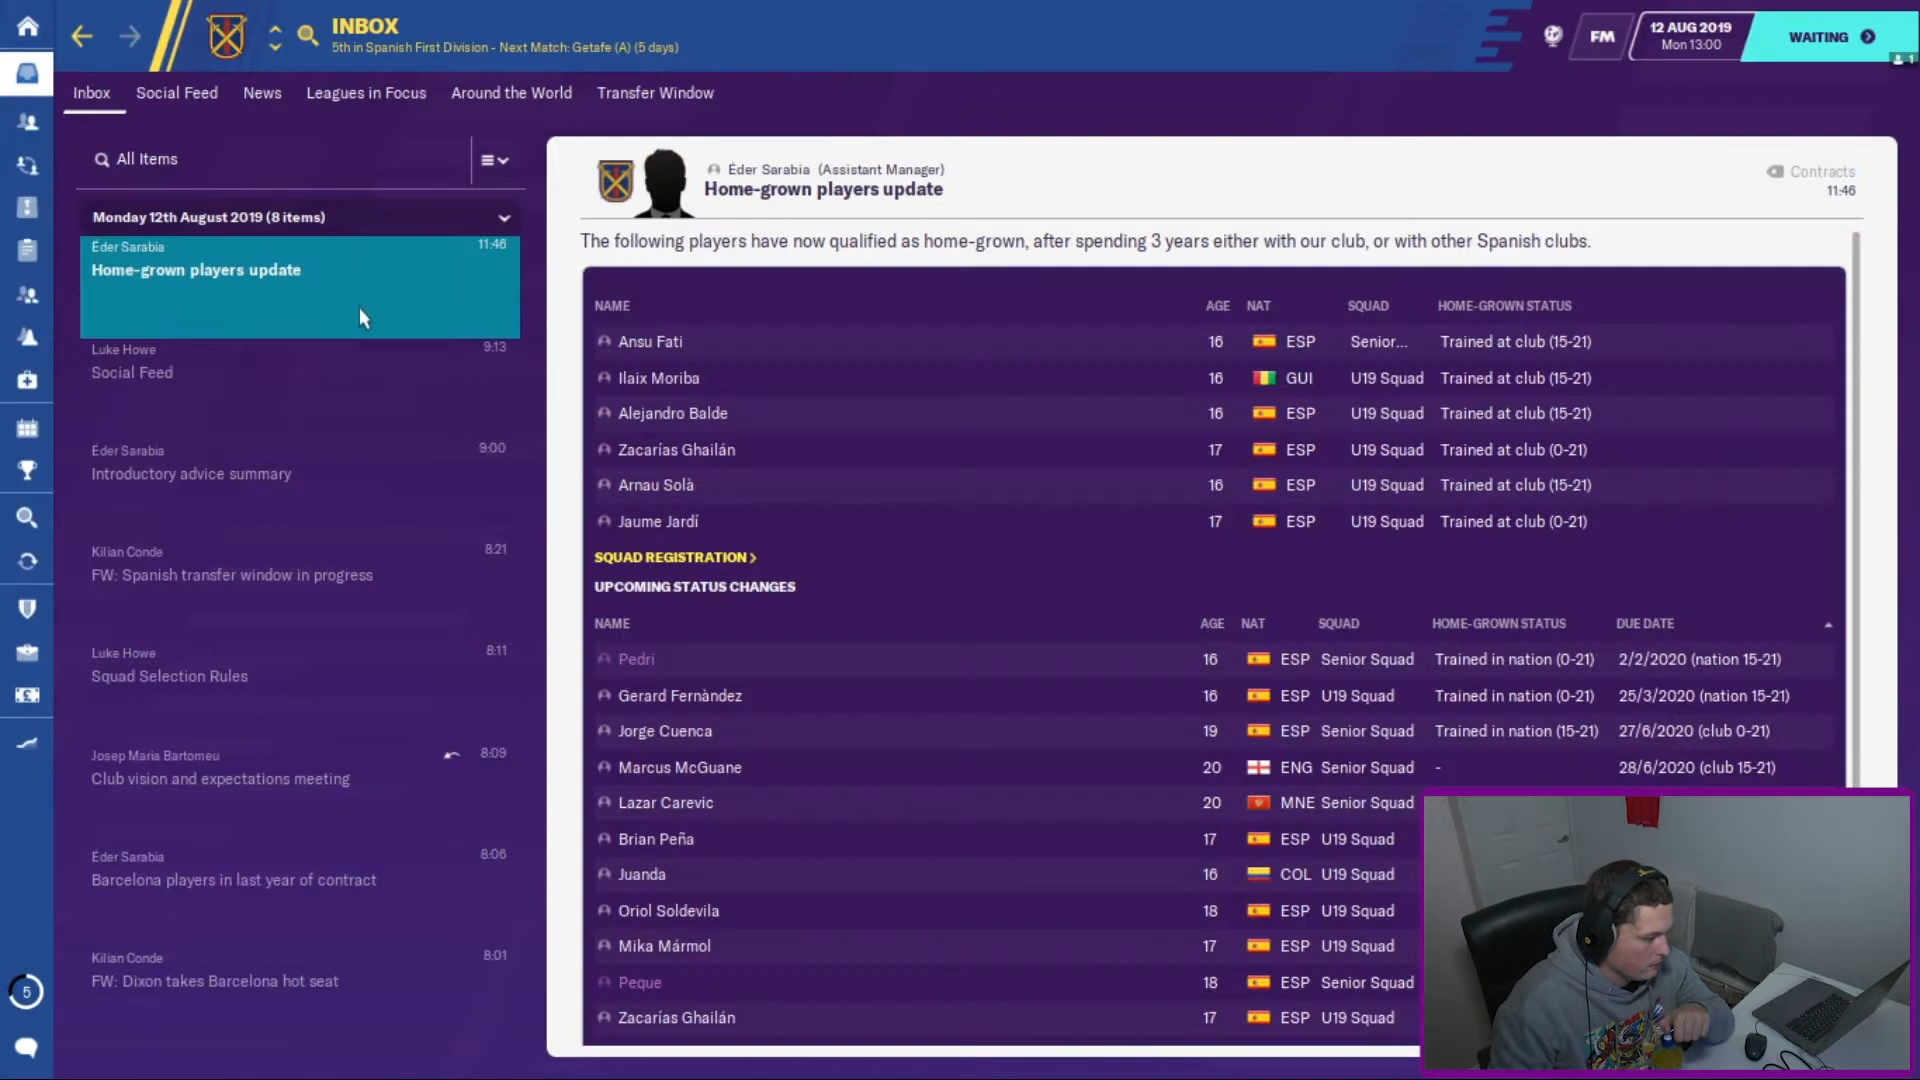 INBOX
5th in Spanish First Division - Next Match: Getafe (A) (5 days)
FM
12 AUG 2019
Mon 13:00
WAITING
1
Inbox Social Feed News Leagues in Focus Around the World Transfer Window
All Items
Monday 12th August 2019 (8 items)
Éder Sarabia 11:46
Home-grown players update
Luke Howe 9:13
Social Feed
Éder Sarabia 9:00
Introductory advice summary
Kilian Conde 8:21
FW: Spanish transfer window in progress
Luke Howe 8:11
Squad Selection Rules
Josep Maria Bartomeu 8:09
Club vision and expectations meeting
Éder Sarabia 8:06
Barcelona players in last year of contract
Kilian Conde 8:01
FW: Dixon takes Barcelona hot seat
5
Éder Sarabia (Assistant Manager)
Home-grown players update
Contracts
11:46
The following players have now qualified as home-grown, after spending 3 years either with our club, or with other Spanish clubs.
NAME AGE NAT SQUAD HOME-GROWN STATUS
Ansu Fati 16 ESP Senior... Trained at club (15-21)
Ilaix Moriba 16 GUI U19 Squad Trained at club (15-21)
Alejandro Balde 16 ESP U19 Squad Trained at club (15-21)
Zacarías Ghailán 17 ESP U19 Squad Trained at club (0-21)
Arnau Solà 16 ESP U19 Squad Trained at club (15-21)
Jaume Jardí 17 ESP U19 Squad Trained at club (0-21)
SQUAD REGISTRATION >
UPCOMING STATUS CHANGES
NAME AGE NAT SQUAD HOME-GROWN STATUS DUE DATE
Pedri 16 ESP Senior Squad Trained in nation (0-21) 2/2/2020 (nation 15-21)
Gerard Fernàndez 16 ESP U19 Squad Trained in nation (0-21) 25/3/2020 (nation 15-21)
Jorge Cuenca 19 ESP Senior Squad Trained in nation (15-21) 27/6/2020 (club 0-21)
Marcus McGuane 20 ENG Senior Squad - 28/6/2020 (club 15-21)
Lazar Carevic 20 MNE Senior Squad
Brian Peña 17 ESP U19 Squad
Juanda 16 COL U19 Squad
Oriol Soldevila 18 ESP U19 Squad
Mika Mármol 17 ESP U19 Squad
Peque 18 ESP Senior Squad
Zacarías Ghailán 17 ESP U19 Squad